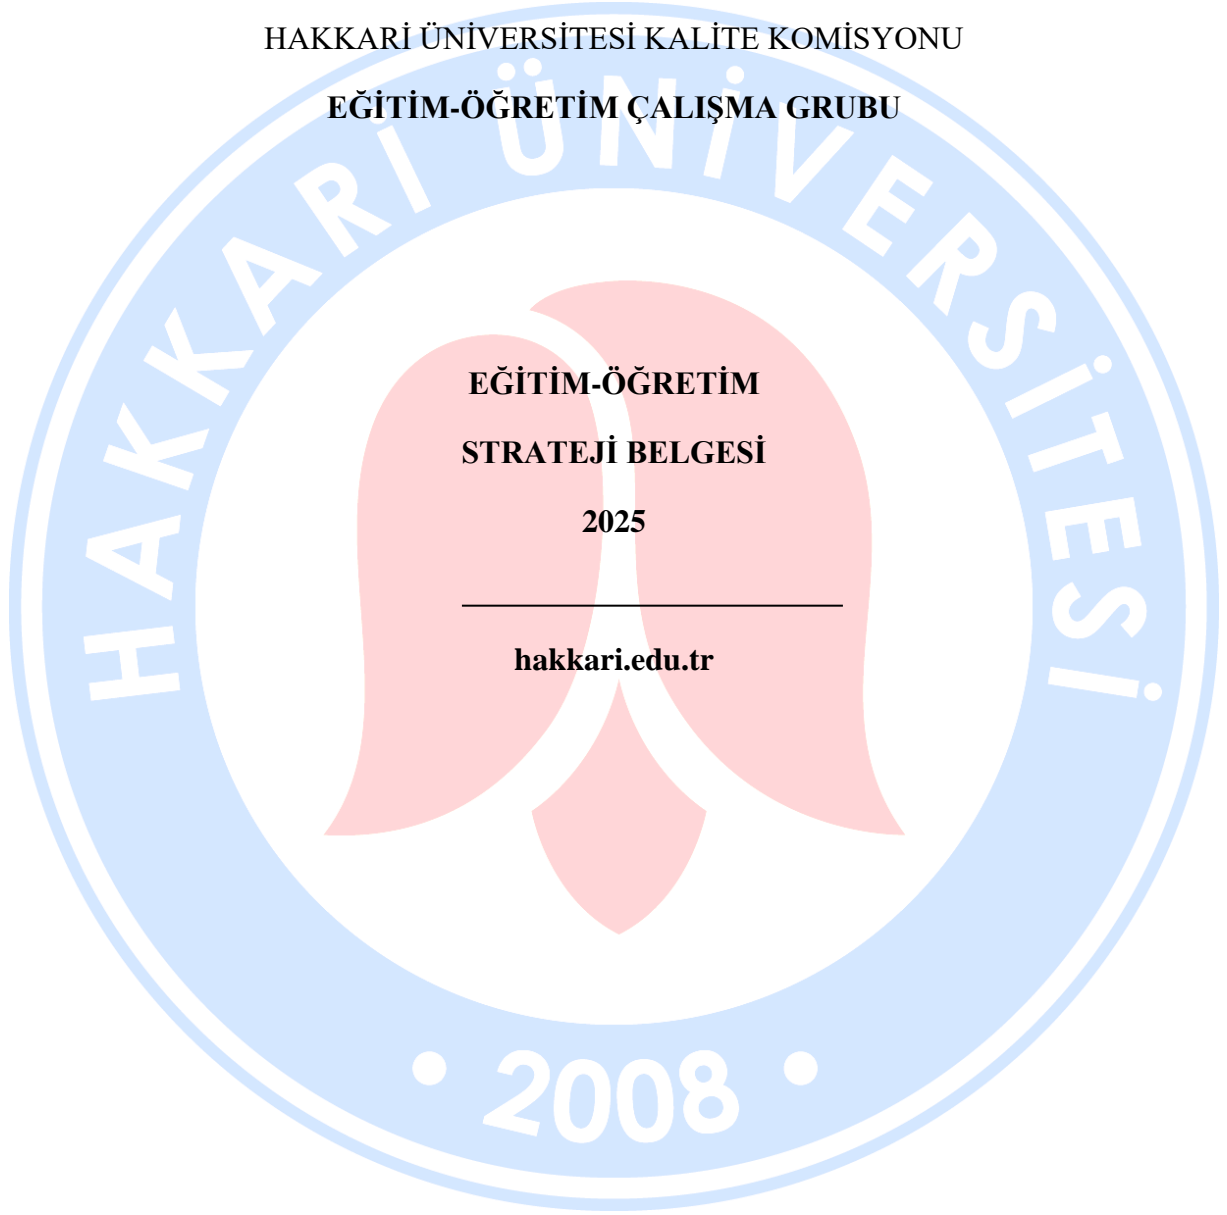 HAKKARİ ÜNİVERSİTESİ KALİTE KOMİSYONU
EĞİTİM-ÖĞRETİM ÇALIŞMA GRUBU
HAKKARİ ÜNİVERSİTESİ
EĞİTİM-ÖĞRETİM
STRATEJİ BELGESİ
2025
hakkari.edu.tr
• 2008 •